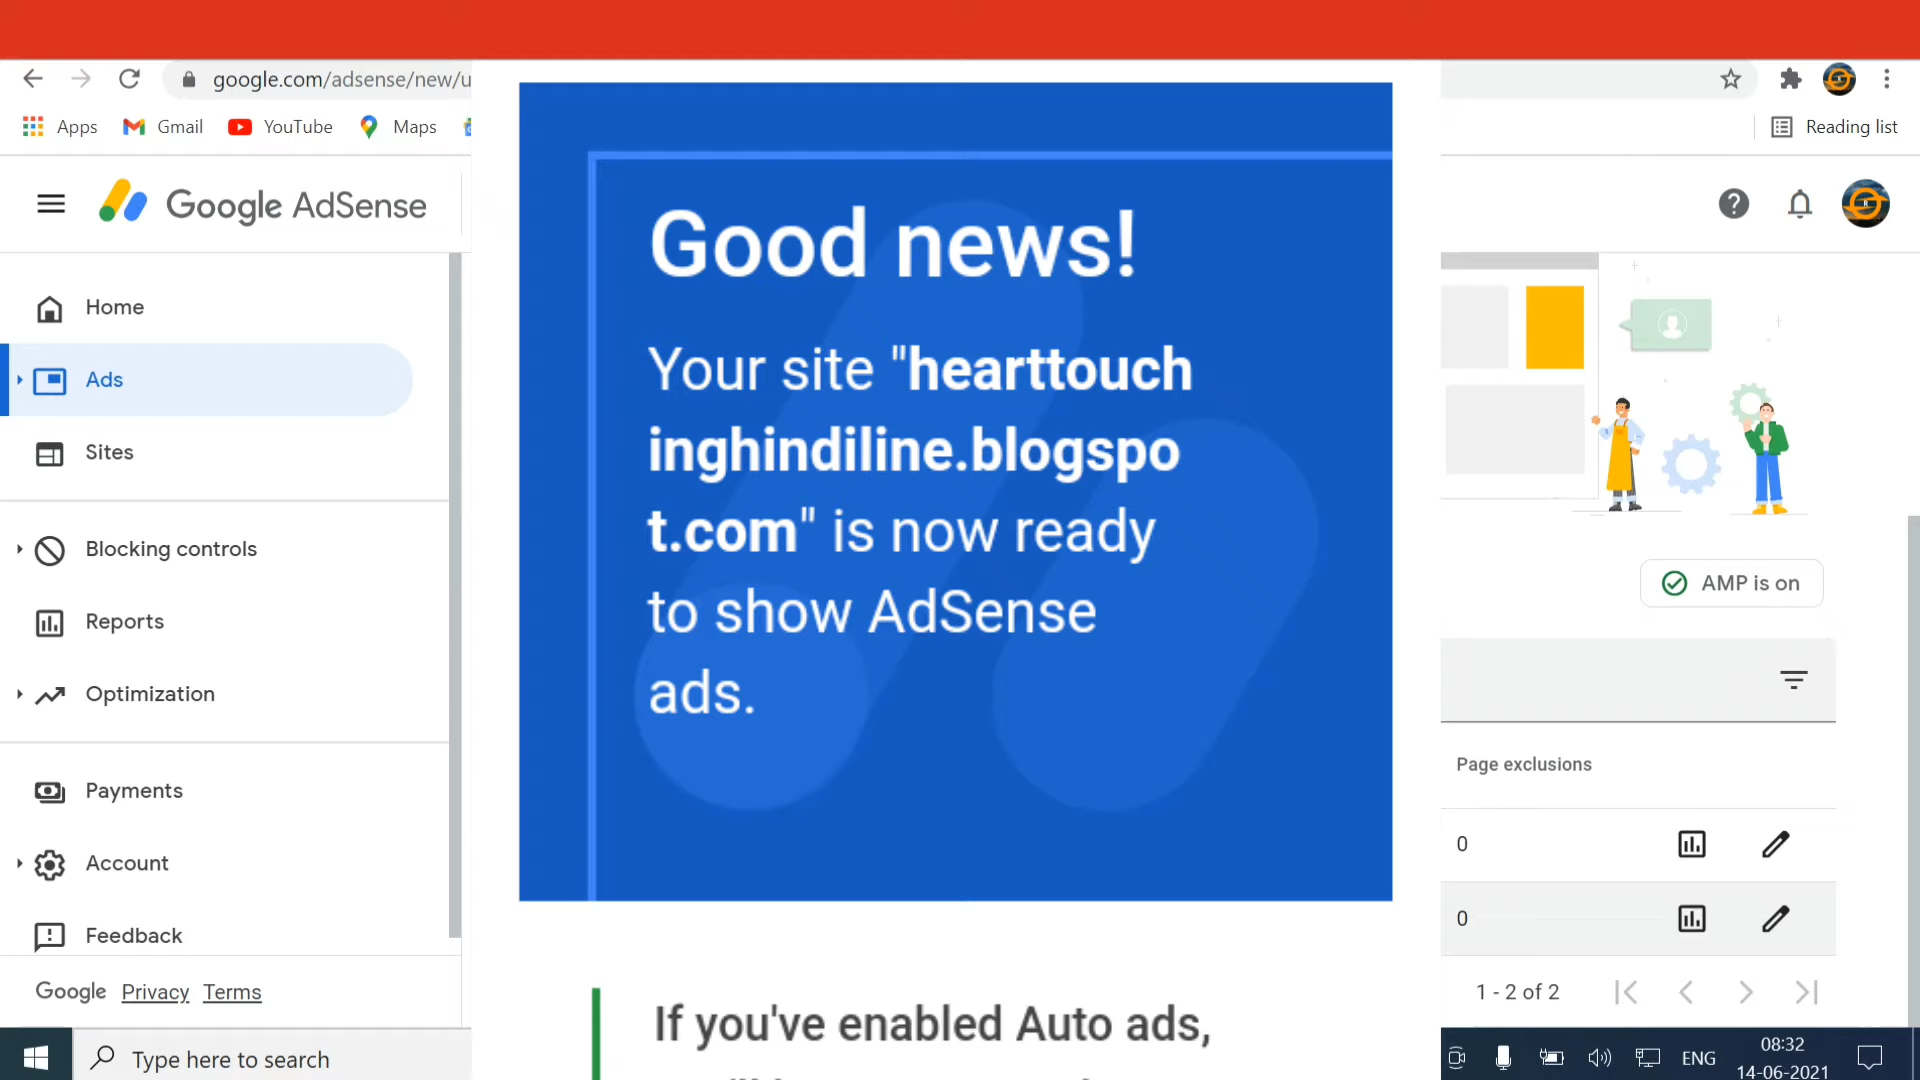 google.com/adsense/new/u
Apps
Gmail
YouTube
Maps
Reading list
Google AdSense
Home
Ads
Sites
Blocking controls
Reports
Optimization
Payments
Account
Feedback
Google Privacy Terms
Type here to search
Good news!
Your site "hearttouch
inghindiline.blogspo
t.com" is now ready
to show AdSense
ads.
If you've enabled Auto ads,
AMP is on
Page exclusions
0
0
1 - 2 of 2
ENG
08:32
14-06-2021